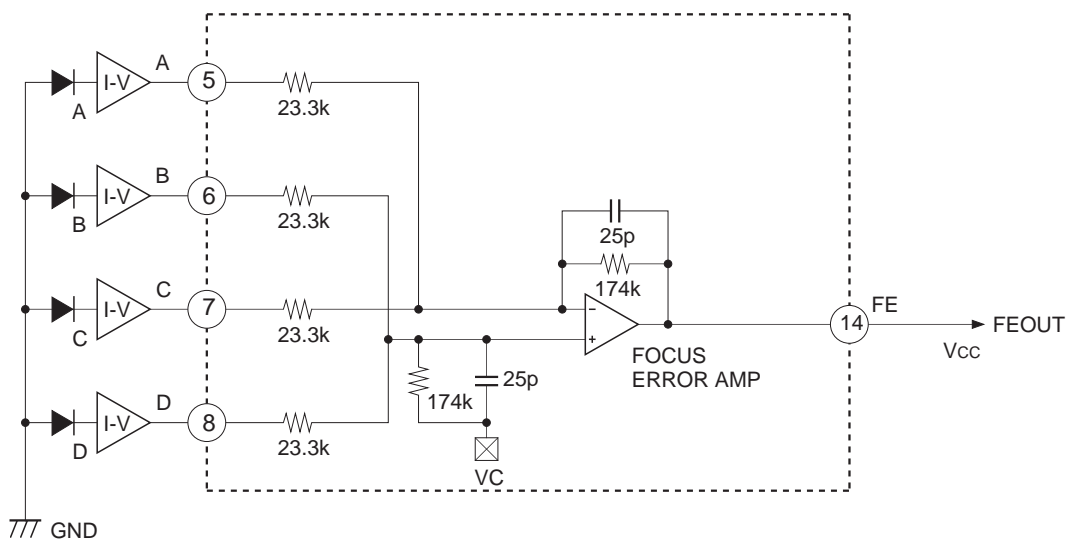 A
I-V
5
A
23.3k
B
I-V
6
B
23.3k
25p
174k
C
I-V
7
C
23.3k
−
+
FOCUS
ERROR AMP
14
FE
VCC
FEOUT
174k
25p
D
I-V
8
D
23.3k
VC
GND